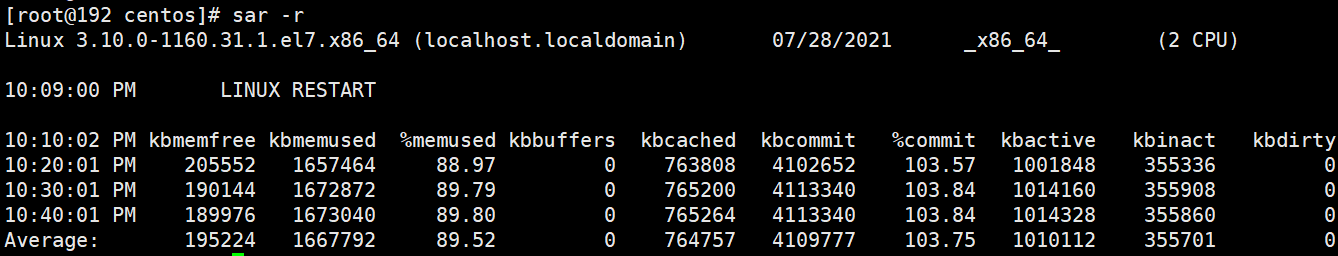 [root@192 centos]# sar -r
Linux 3.10.0-1160.31.1.el7.x86_64 (localhost.localdomain) 07/28/2021 _x86_64_ (2 CPU)
10:09:00 PM LINUX RESTART
10:10:02 PM kbmemfree kbmemused %memused kbbuffers kbcached kbcommit %commit kbactive kbinact kbdirty
10:20:01 PM 205552 1657464 88.97 0 763808 4102652 103.57 1001848 355336 0
10:30:01 PM 190144 1672872 89.79 0 765200 4113340 103.84 1014160 355908 0
10:40:01 PM 189976 1673040 89.80 0 765264 4113340 103.84 1014328 355860 0
Average: 195224 1667792 89.52 0 764757 4109777 103.75 1010112 355701 0